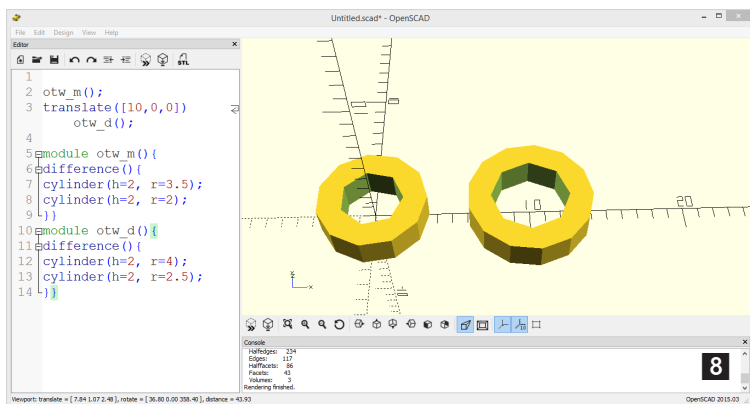 Untitled.scad* - OpenSCAD
File Edit Design View Help
Editor
STL
1
2 otw_m();
3 translate([10,0,0])
otw_d();
4
5 module otw_m(){
6 difference(){
7 cylinder(h=2, r=3.5);
8 cylinder(h=2, r=2);
9 }}
10 module otw_d(){
11 difference(){
12 cylinder(h=2, r=4);
13 cylinder(h=2, r=2.5);
14 }}
10
20
z
x
10
Console
Halfedges: 234
Edges: 117
Halffacets: 86
Facets: 43
Volumes: 3
Rendering finished.
8
Viewport: translate = [ 7.84 1.07 2.48 ], rotate = [ 36.80 0.00 358.40 ], distance = 43.93
OpenSCAD 2015.03